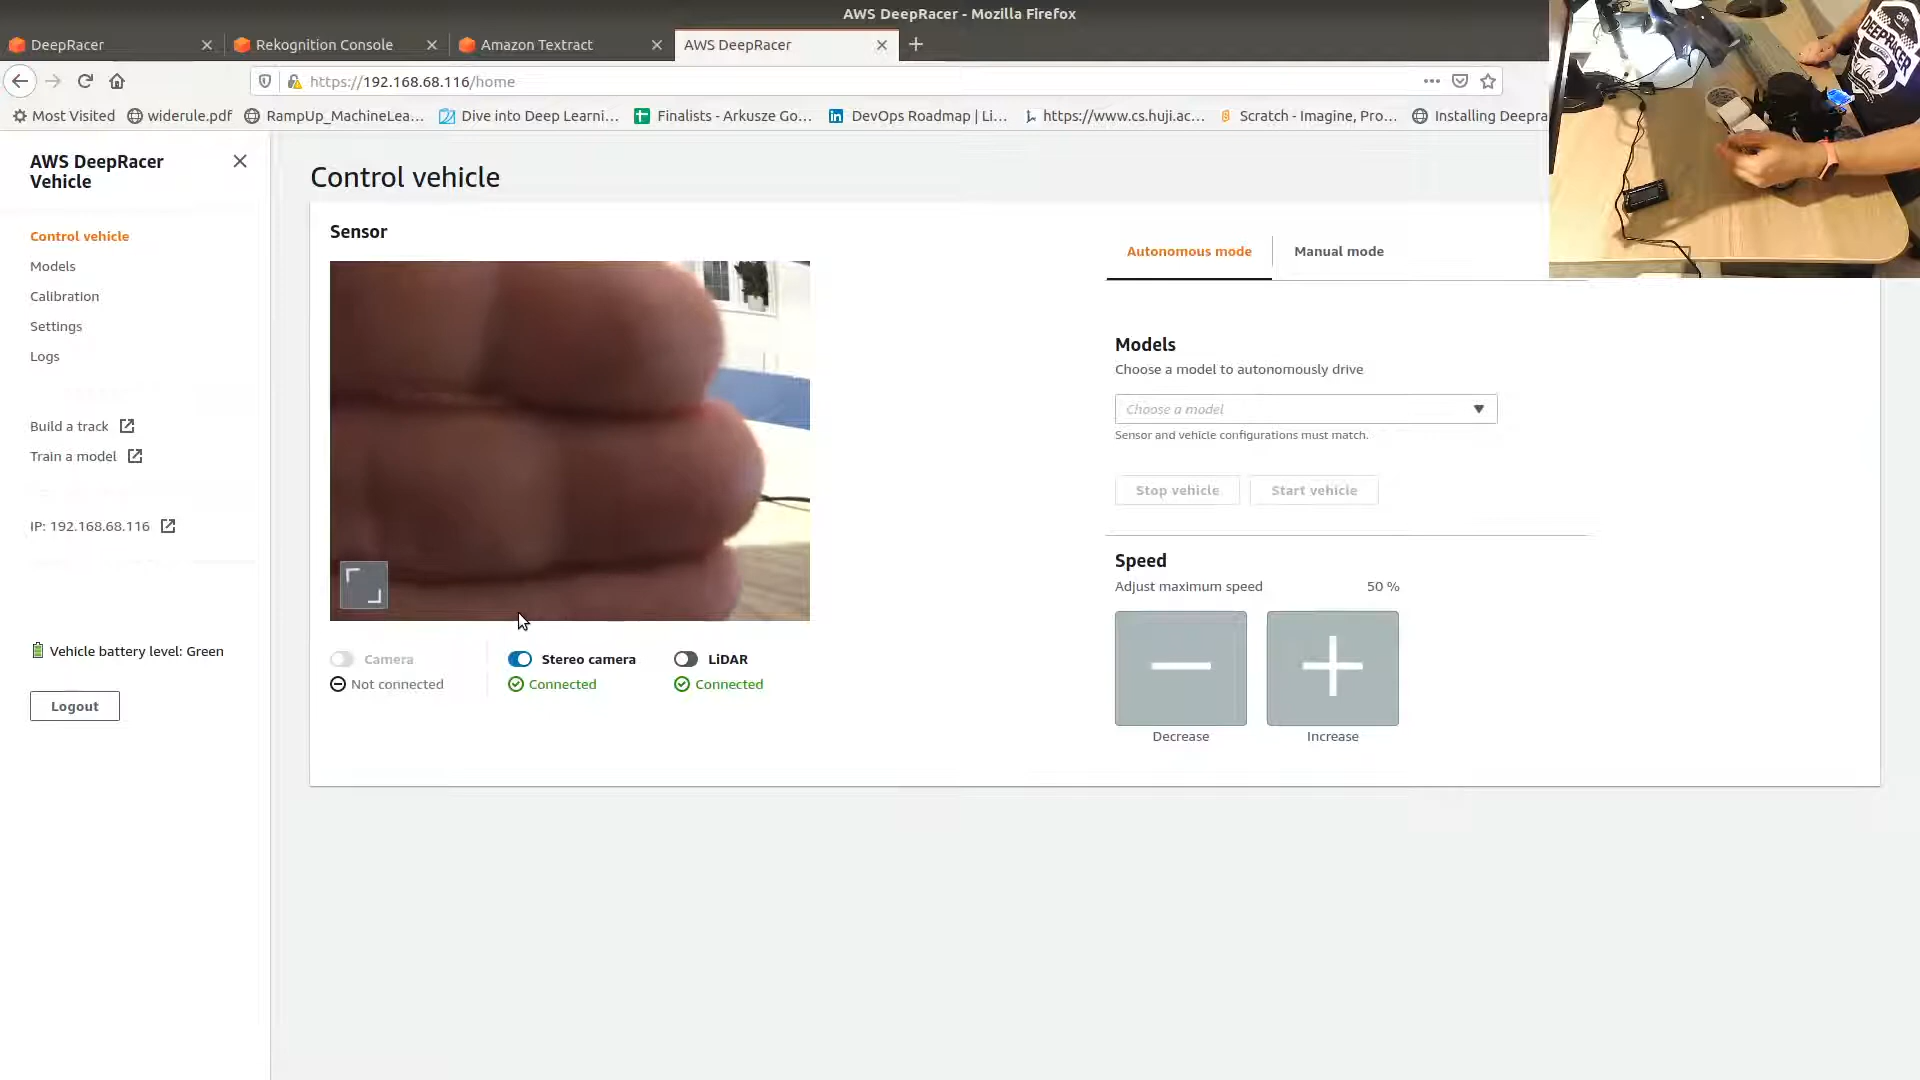 AWS DeepRacer - Mozilla Firefox
DeepRacer
Rekognition Console
Amazon Textract
AWS DeepRacer
https://192.168.68.116/home
Most Visited
widerule.pdf
RampUp_MachineLea...
Dive into Deep Learni...
Finalists - Arkusze Go...
DevOps Roadmap | Li...
https://www.cs.huji.ac...
Scratch - Imagine, Pro...
Installing Deepra
AWS DeepRacer
Vehicle
Control vehicle
Models
Calibration
Settings
Logs
Build a track
Train a model
IP: 192.168.68.116
Vehicle battery level: Green
Logout
Control vehicle
Sensor
Camera
Not connected
Stereo camera
Connected
LiDAR
Connected
Autonomous mode
Manual mode
Models
Choose a model to autonomously drive
Choose a model
Sensor and vehicle configurations must match.
Stop vehicle
Start vehicle
Speed
Adjust maximum speed
50 %
Decrease
Increase
DEEPRACER